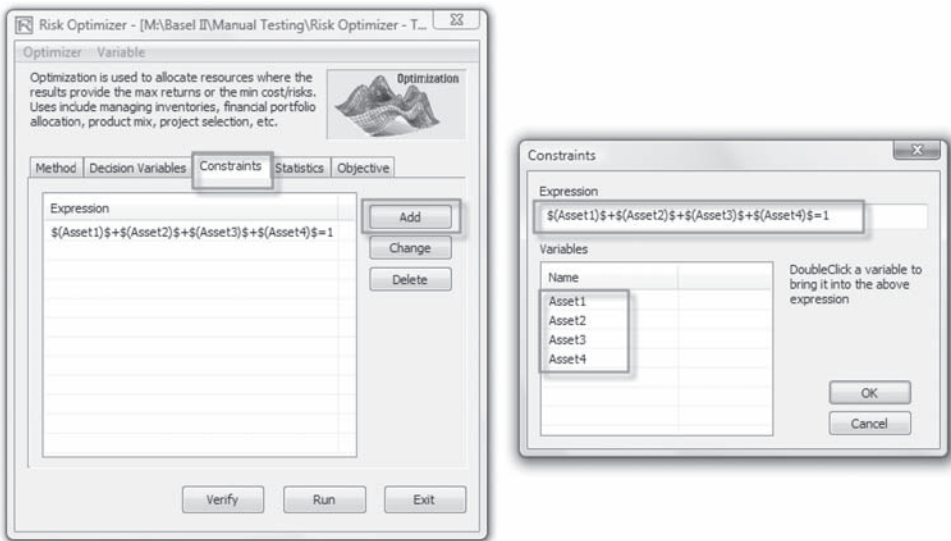 Risk Optimizer - [M:\Basel II\Manual Testing\Risk Optimizer - T...
Optimizer Variable
Optimization is used to allocate resources where the
results provide the max returns or the min cost/risks.
Uses include managing inventories, financial portfolio
allocation, product mix, project selection, etc.
Optimization
Method Decision Variables Constraints Statistics Objective
Expression
$(Asset1)$+$(Asset2)$+$(Asset3)$+$(Asset4)$=1
Add
Change
Delete
Verify Run Exit
Constraints
Expression
$(Asset1)$+$(Asset2)$+$(Asset3)$+$(Asset4)$=1
Variables
Name
Asset1
Asset2
Asset3
Asset4
DoubleClick a variable to
bring it into the above
expression
OK
Cancel